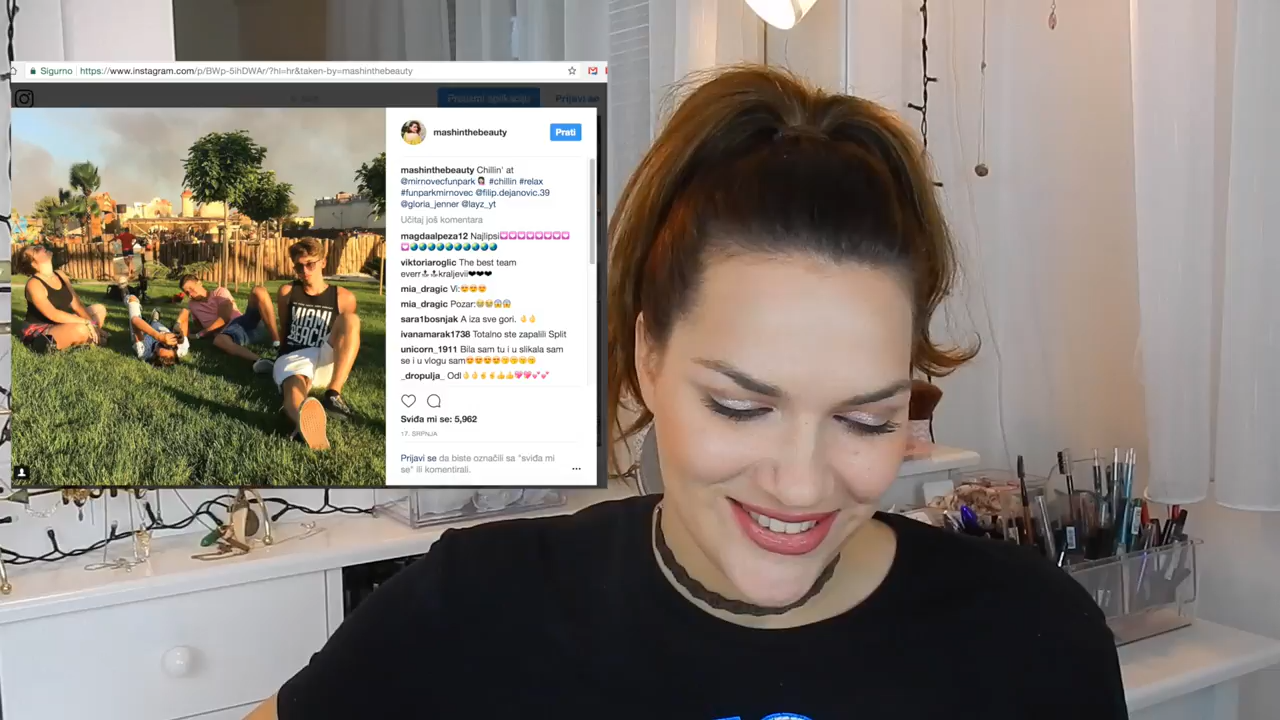 Sigurno https://www.instagram.com/p/BWp-5ihDWAr/?hl=hr&taken-by=mashinthebeauty
Preuzmi aplikaciju Prijavi se
mashinthebeauty Prati
mashinthebeauty Chillin' at
@mirnovecfunpark 💆🏻 #chillin #relax
#funparkmirnovec @filip.dejanovic.39
@gloria_jenner @layz_yt
Učitaj još komentara
magdaalpeza12 Najlipsi💟💟💟💟💟💟💟💟
💟🌏🌏🌏🌏🌏🌏🌏🌏🌏🌏
viktoriaroglic The best team
everr🔝🔝kraljevii❤❤❤
mia_dragic Vi:😍😍😍
mia_dragic Pozar:😂😂😱😱
sara1bosnjak A iza sve gori. 👌👌
ivanamarak1738 Totalno ste zapalili Split
unicorn_1911 Bila sam tu i u slikala sam
se i u vlogu sam😍😍😍😍😘😘😘😘
_dropulja_ Odl👌👌👏👏👍👍💖💖💕💕
Sviđa mi se: 5,962
17. SRPNJA
Prijavi se da biste označili sa "sviđa mi
se" ili komentirali.
MIAMI
BEACH